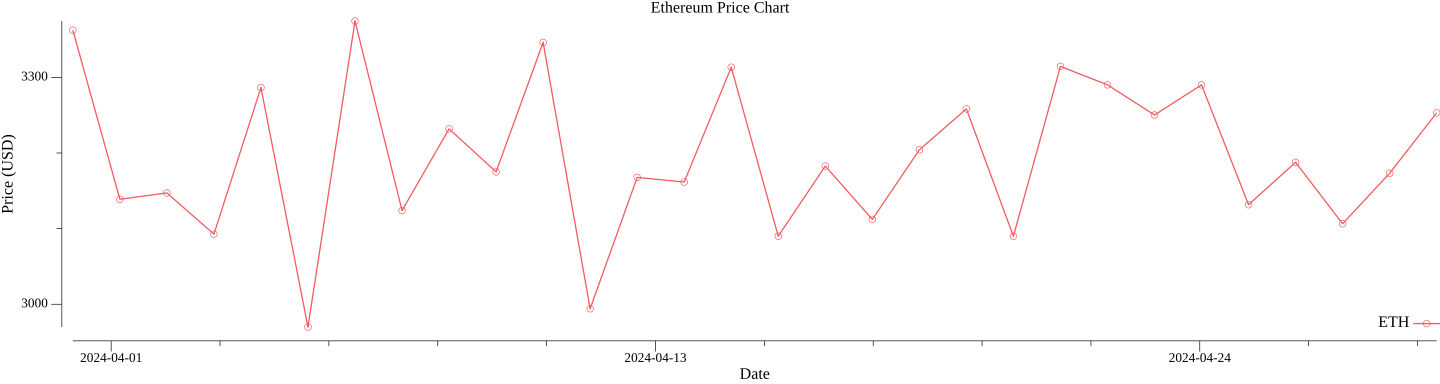 Ethereum Price Chart
Price (USD)
3300
3000
ETH
2024-04-01
2024-04-13
2024-04-24
Date